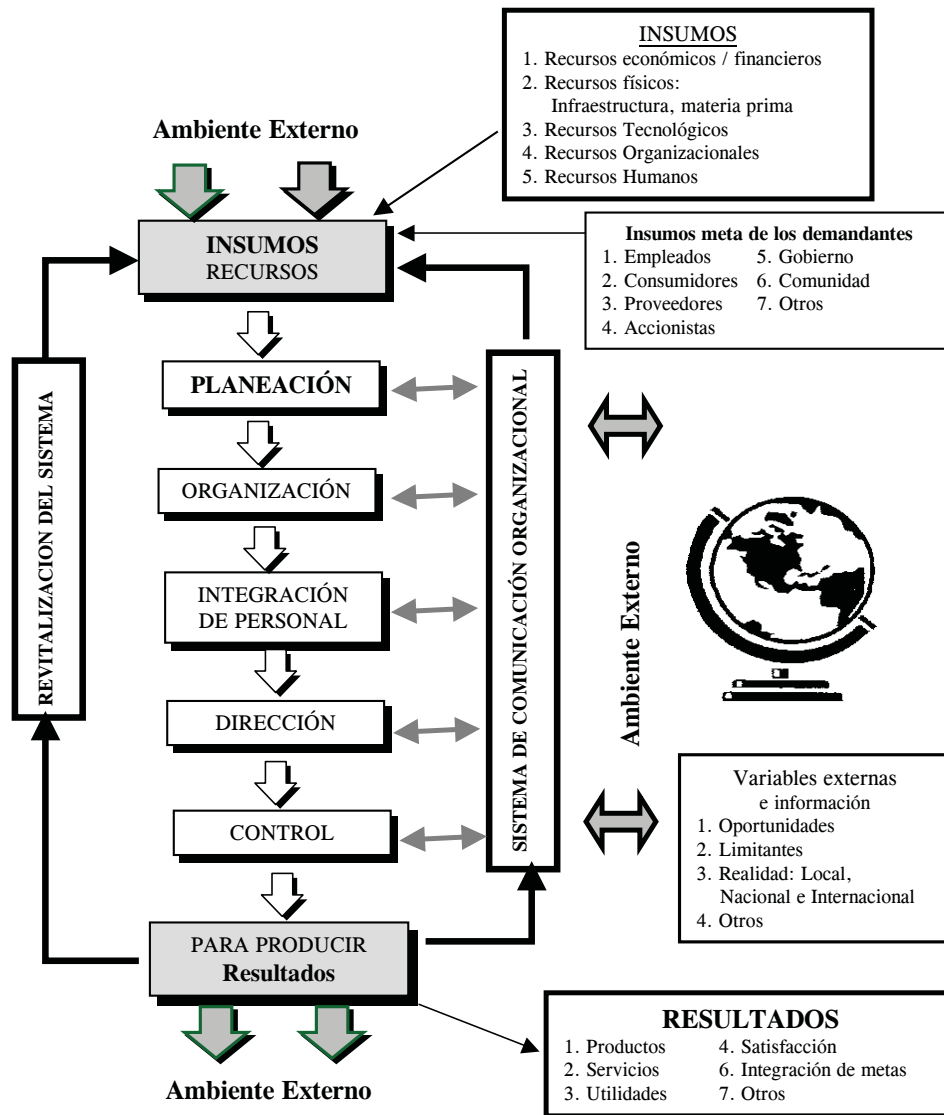 INSUMOS
1. Recursos económicos / financieros
2. Recursos físicos:
Infraestructura, materia prima
3. Recursos Tecnológicos
4. Recursos Organizacionales
5. Recursos Humanos
Ambiente Externo
INSUMOS
RECURSOS
Insumos meta de los demandantes
1. Empleados 5. Gobierno
2. Consumidores 6. Comunidad
3. Proveedores 7. Otros
4. Accionistas
REVITALIZACION DEL SISTEMA
PLANEACIÓN
ORGANIZACIÓN
INTEGRACIÓN
DE PERSONAL
DIRECCIÓN
CONTROL
SISTEMA DE COMUNICACIÓN ORGANIZACIONAL
Ambiente Externo
Variables externas
e información
1. Oportunidades
2. Limitantes
3. Realidad: Local,
Nacional e Internacional
4. Otros
PARA PRODUCIR
Resultados
Ambiente Externo
RESULTADOS
1. Productos 4. Satisfacción
2. Servicios 6. Integración de metas
3. Utilidades 7. Otros